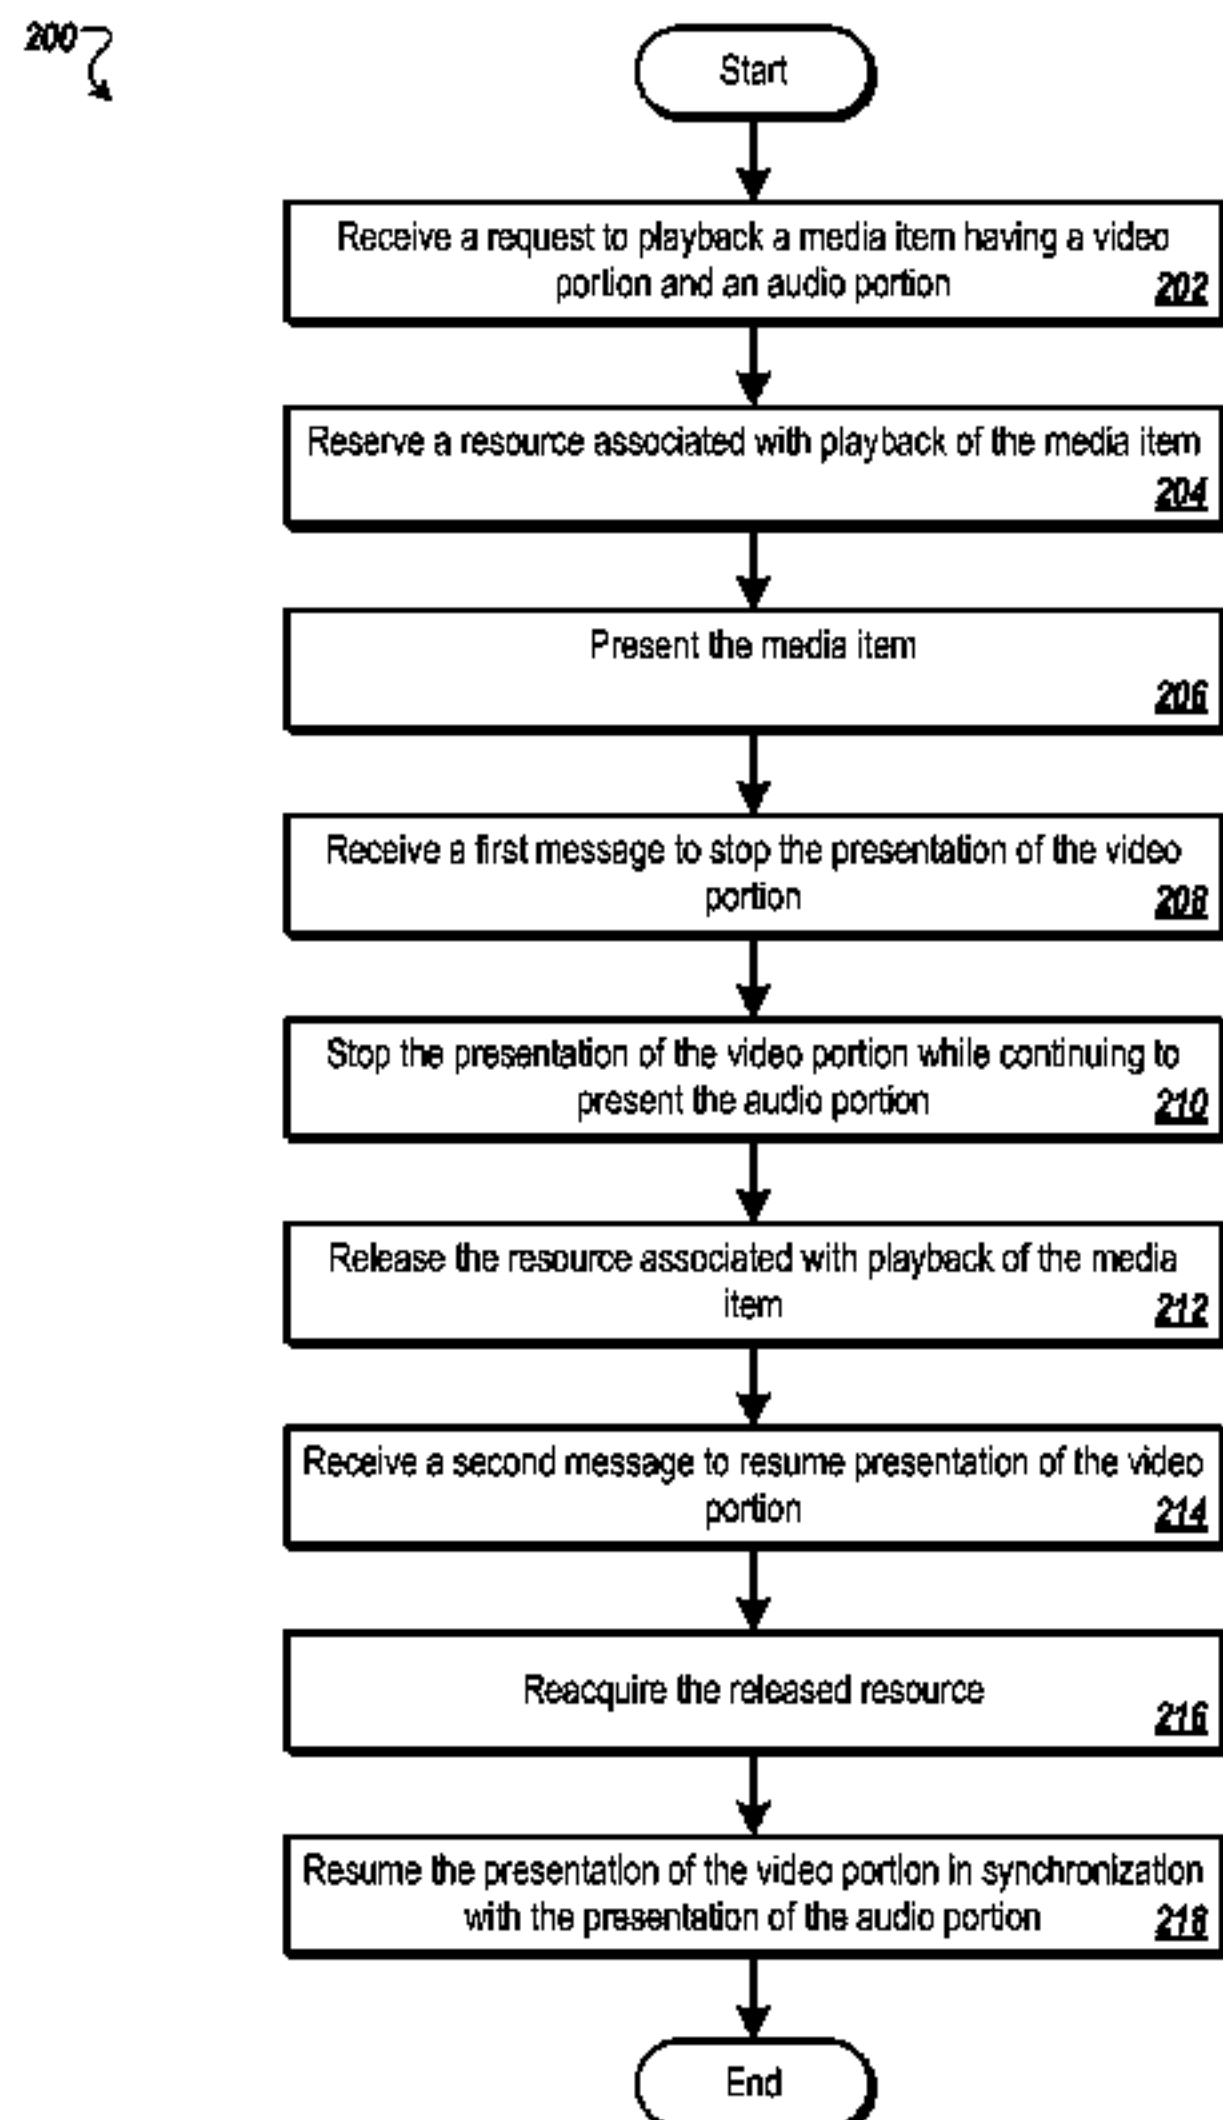 200
Start
Receive a request to playback a media item having a video
portion and an audio portion
202
Reserve a resource associated with playback of the media item
204
Present the media item
206
Receive a first message to stop the presentation of the video
portion
208
Stop the presentation of the video portion while continuing to
present the audio portion
210
Release the resource associated with playback of the media
item
212
Receive a second message to resume presentation of the video
portion
214
Reacquire the released resource
216
Resume the presentation of the video portion in synchronization
with the presentation of the audio portion
218
End